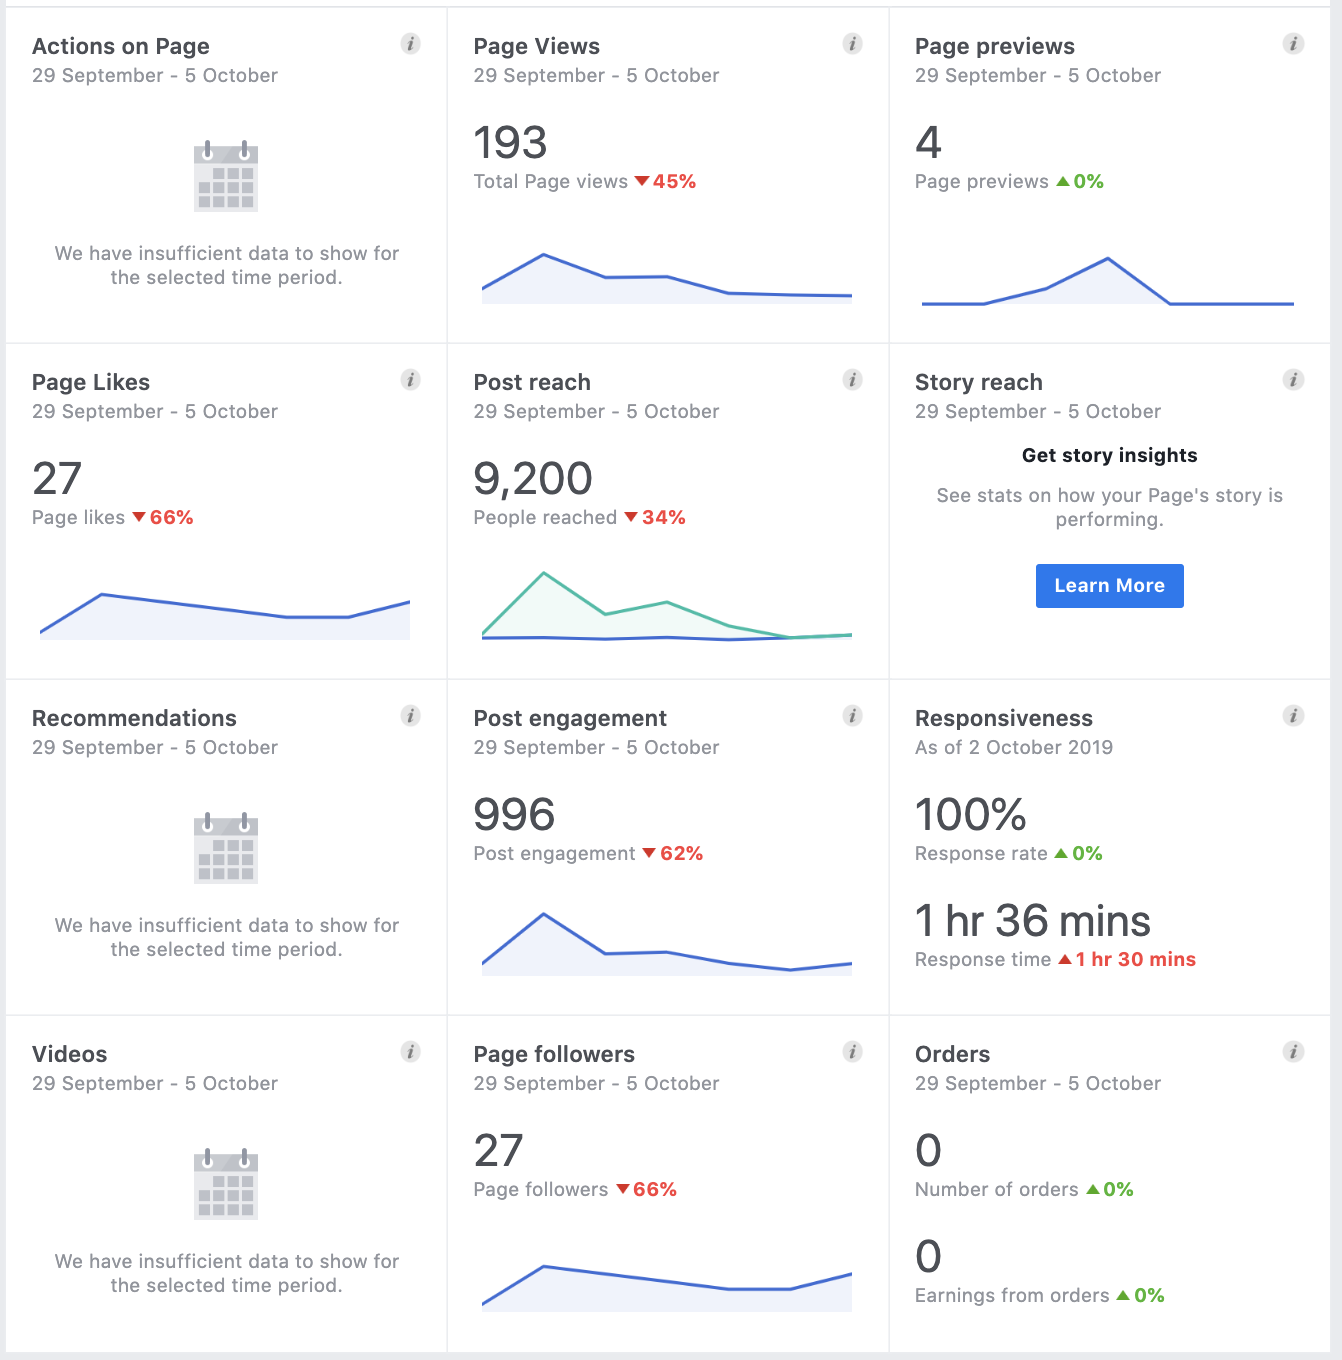 Actions on Page
29 September - 5 October
We have insufficient data to show for
the selected time period.
Page Views
29 September - 5 October
193
Total Page views ▼45%
Page previews
29 September - 5 October
4
Page previews ▲0%
Page Likes
29 September - 5 October
27
Page likes ▼66%
Post reach
29 September - 5 October
9,200
People reached ▼34%
Story reach
29 September - 5 October
Get story insights
See stats on how your Page's story is
performing.
Learn More
Recommendations
29 September - 5 October
We have insufficient data to show for
the selected time period.
Post engagement
29 September - 5 October
996
Post engagement ▼62%
Responsiveness
As of 2 October 2019
100%
Response rate ▲0%
1 hr 36 mins
Response time ▲1 hr 30 mins
Videos
29 September - 5 October
We have insufficient data to show for
the selected time period.
Page followers
29 September - 5 October
27
Page followers ▼66%
Orders
29 September - 5 October
0
Number of orders ▲0%
0
Earnings from orders ▲0%